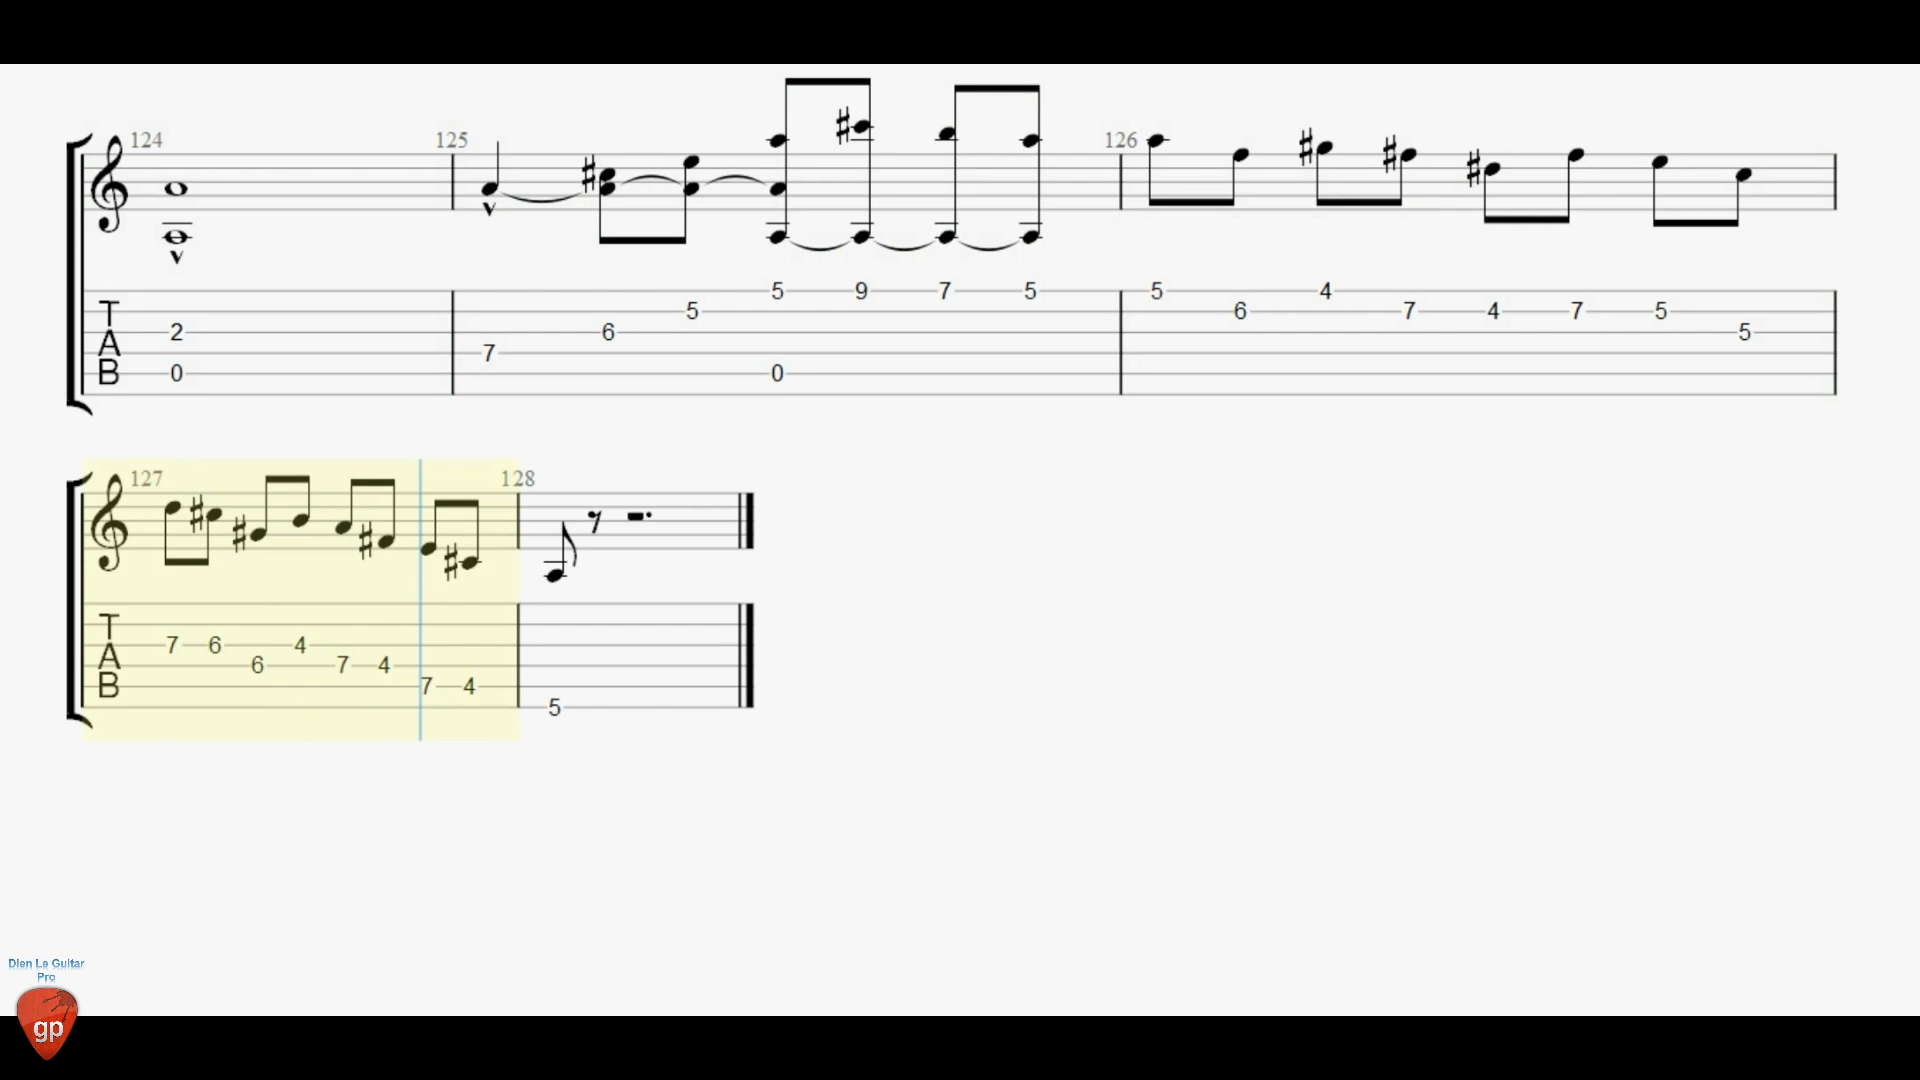 124 125 126
5 9 7 5 5 4
T 5 6 7 4 7 5
A 2 6 5
7
B 0 0
127 128
T
7 6 4
A 6 7 4
B 7 4
5
Dien Le Guitar
Pro
gp